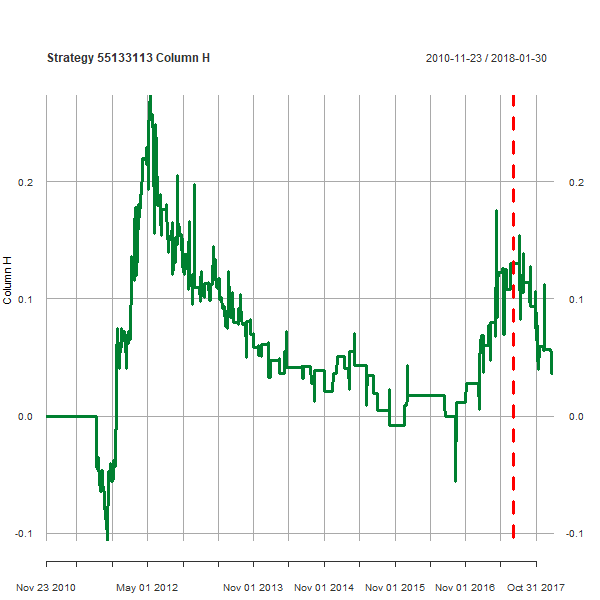 Strategy 55133113 Column H
2010-11-23 / 2018-01-30
0.2
0.2
0.1
0.1
0.0
0.0
-0.1
-0.1
Column H
Nov 23 2010
May 01 2012
Nov 01 2013
Nov 01 2014
Nov 01 2015
Nov 01 2016
Oct 31 2017